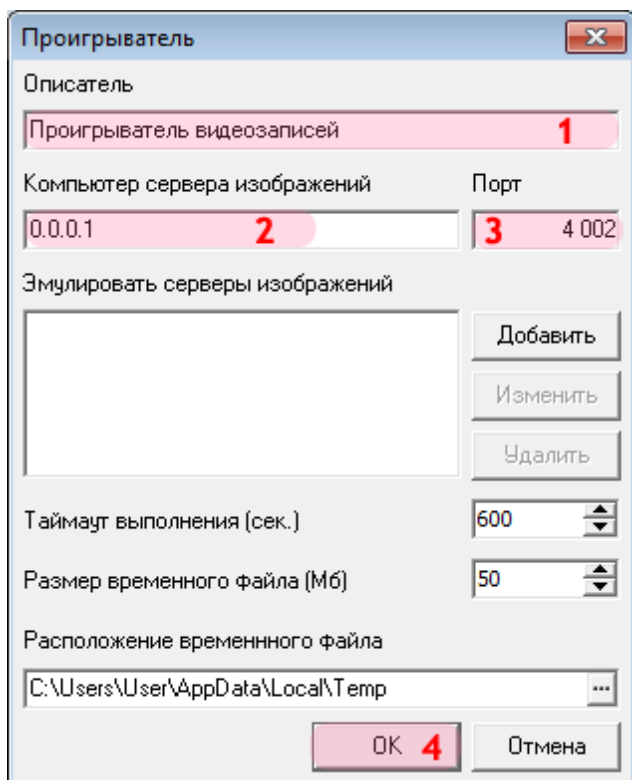 Проигрыватель
Описатель
Проигрыватель видеозаписей 1
Компьютер сервера изображений Порт
0.0.0.1 2 3 4 002
Эмулировать серверы изображений
Добавить
Изменить
Удалить
Таймаут выполнения (сек.) 600
Размер временного файла (Мб) 50
Расположение временнного файла
C:\Users\User\AppData\Local\Temp ...
OK 4 Отмена